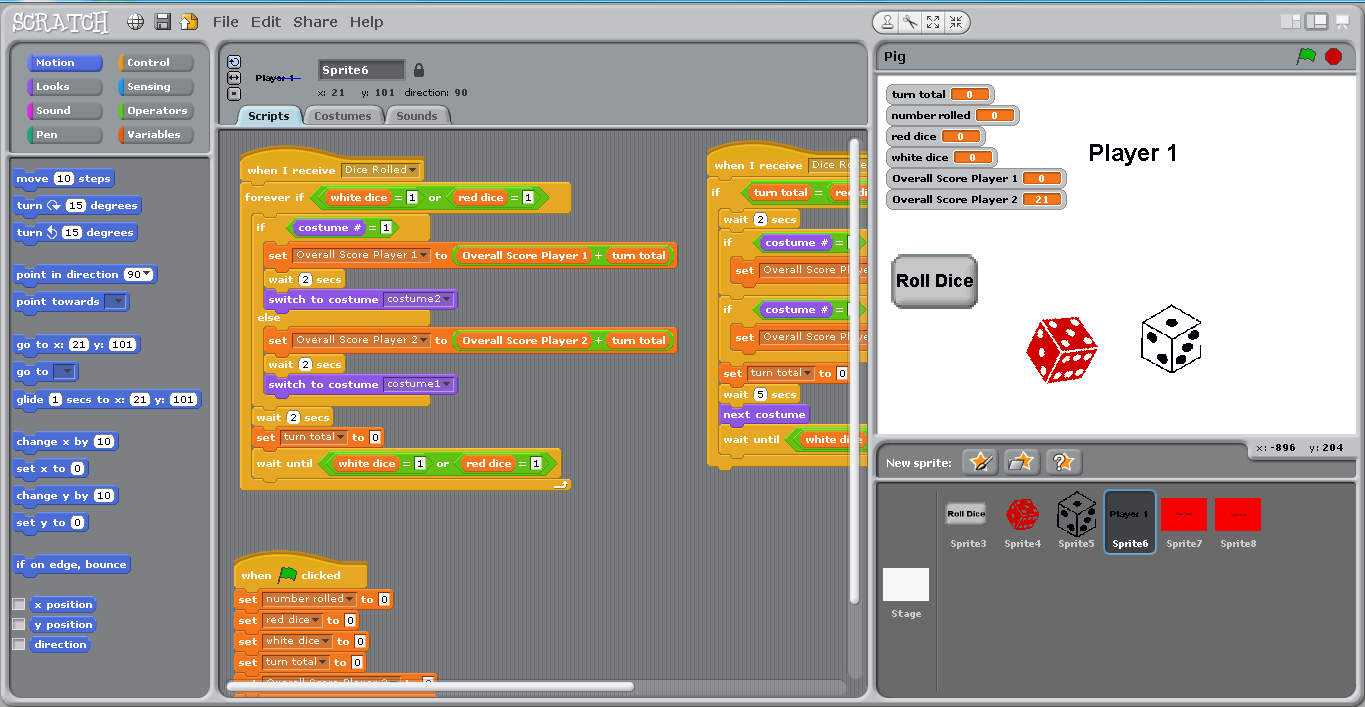 SCRATCH File Edit Share Help
Motion Control
Looks Sensing
Sound Operators
Pen Variables
move 10 steps
turn 15 degrees
turn 15 degrees
point in direction 90
point towards
go to x: 21 y: 101
go to
glide 1 secs to x: 21 y: 101
change x by 10
set x to 0
change y by 10
set y to 0
if on edge, bounce
x position
y position
direction
Player 1
Sprite6
x: 21 y: 101 direction: 90
Scripts Costumes Sounds
when I receive Dice Rolled
forever if white dice = 1 or red dice = 1
if costume # = 1
set Overall Score Player 1 to Overall Score Player 1 + turn total
wait 2 secs
switch to costume costume2
else
set Overall Score Player 2 to Overall Score Player 2 + turn total
wait 2 secs
switch to costume costume1
wait 2 secs
set turn total to 0
wait until white dice = 1 or red dice = 1
when clicked
set number rolled to 0
set red dice to 0
set white dice to 0
set turn total to 0
when I receive Dice
if turn total = red
wait 2 secs
if costume # =
set Overall Score
if costume # =
set Overall Score
set turn total to 0
wait 5 secs
next costume
wait until white
Pig
turn total 0
number rolled 0
red dice 0
white dice 0
Overall Score Player 1 0
Overall Score Player 2 21
Player 1
Roll Dice
x: -896 y: 204
New sprite:
Roll Dice
Player 1
Sprite3 Sprite4 Sprite5 Sprite6 Sprite7 Sprite8
Stage